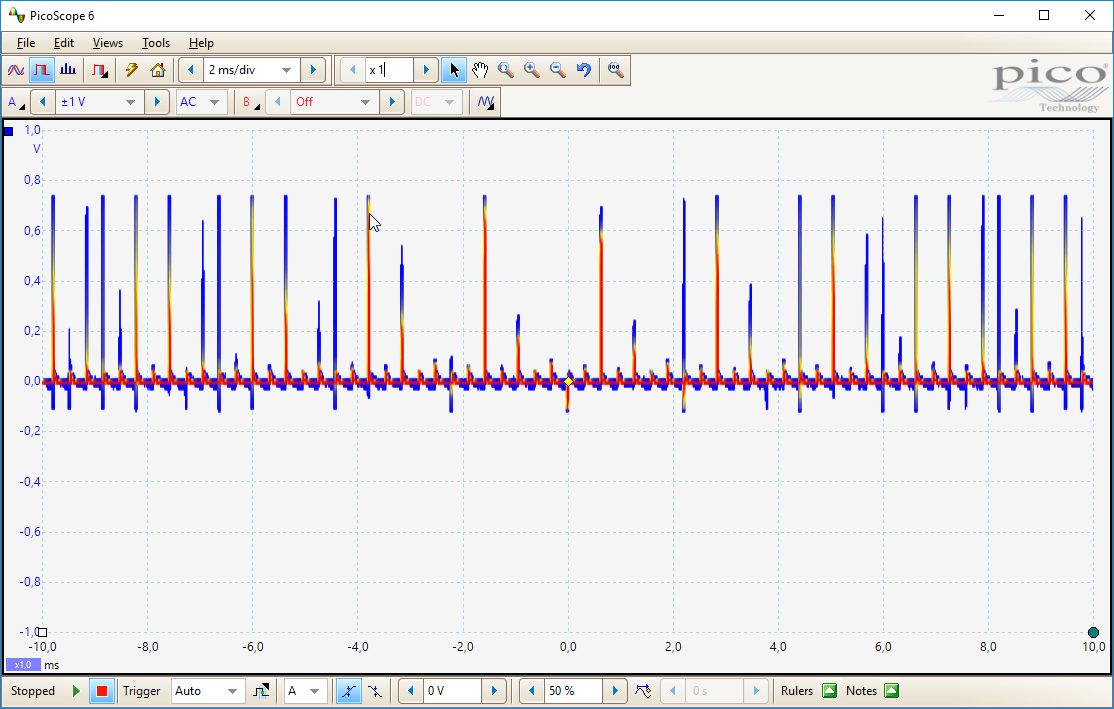 PicoScope 6
File Edit Views Tools Help
2 ms/div x 1
pico
Technology
A ±1 V AC B Off DC
1,0
V
0,8
0,6
0,4
0,2
0,0
-0,2
-0,4
-0,6
-0,8
-1,0
-10,0 -8,0 -6,0 -4,0 -2,0 0,0 2,0 4,0 6,0 8,0 10,0
x1.0 ms
Stopped Trigger Auto A 0 V 50 % 0 s Rulers Notes